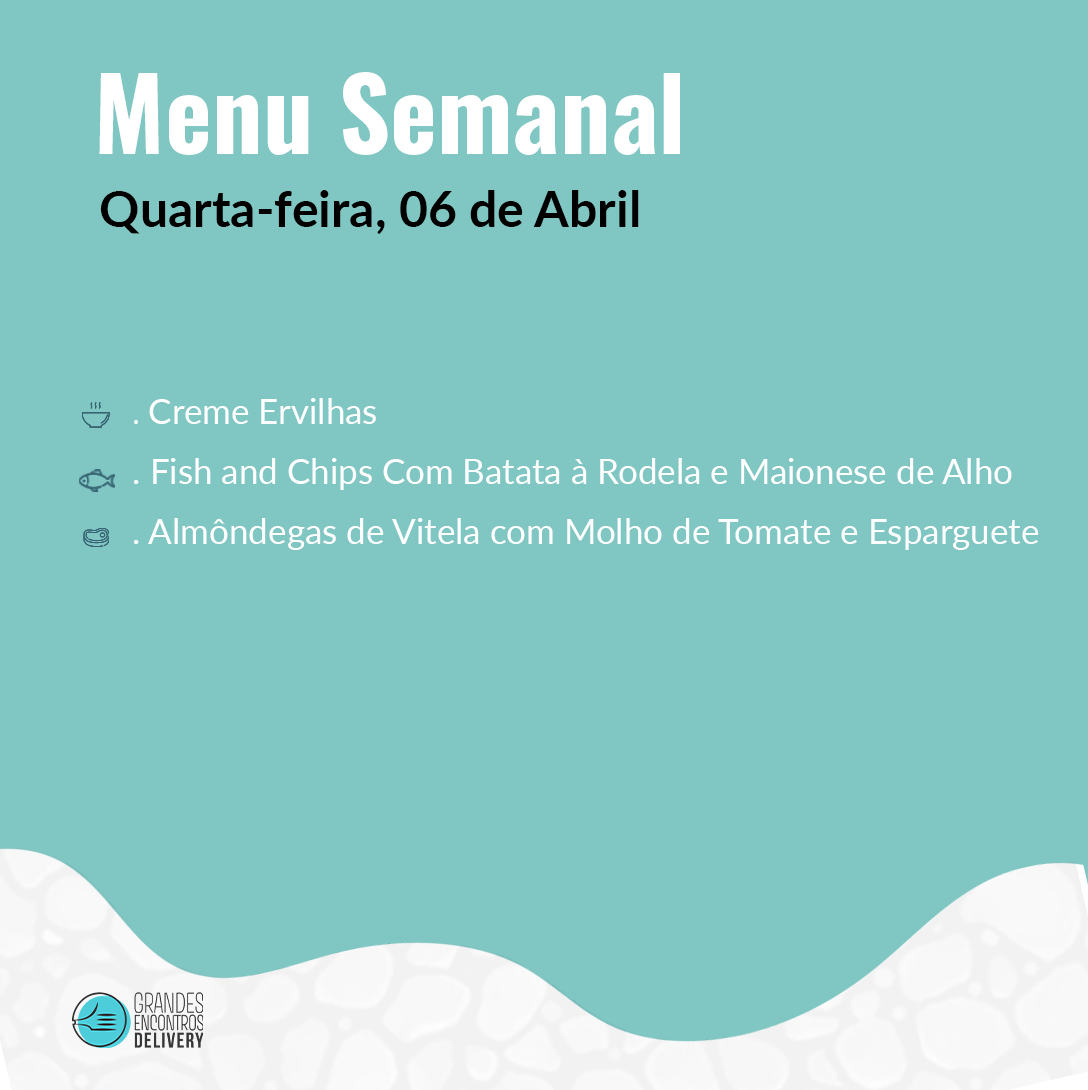 Menu Semanal
Quarta-feira, 06 de Abril
. Creme Ervilhas
. Fish and Chips Com Batata à Rodela e Maionese de Alho
. Almôndegas de Vitela com Molho de Tomate e Esparguete
GRANDES
ENCONTROS
DELIVERY